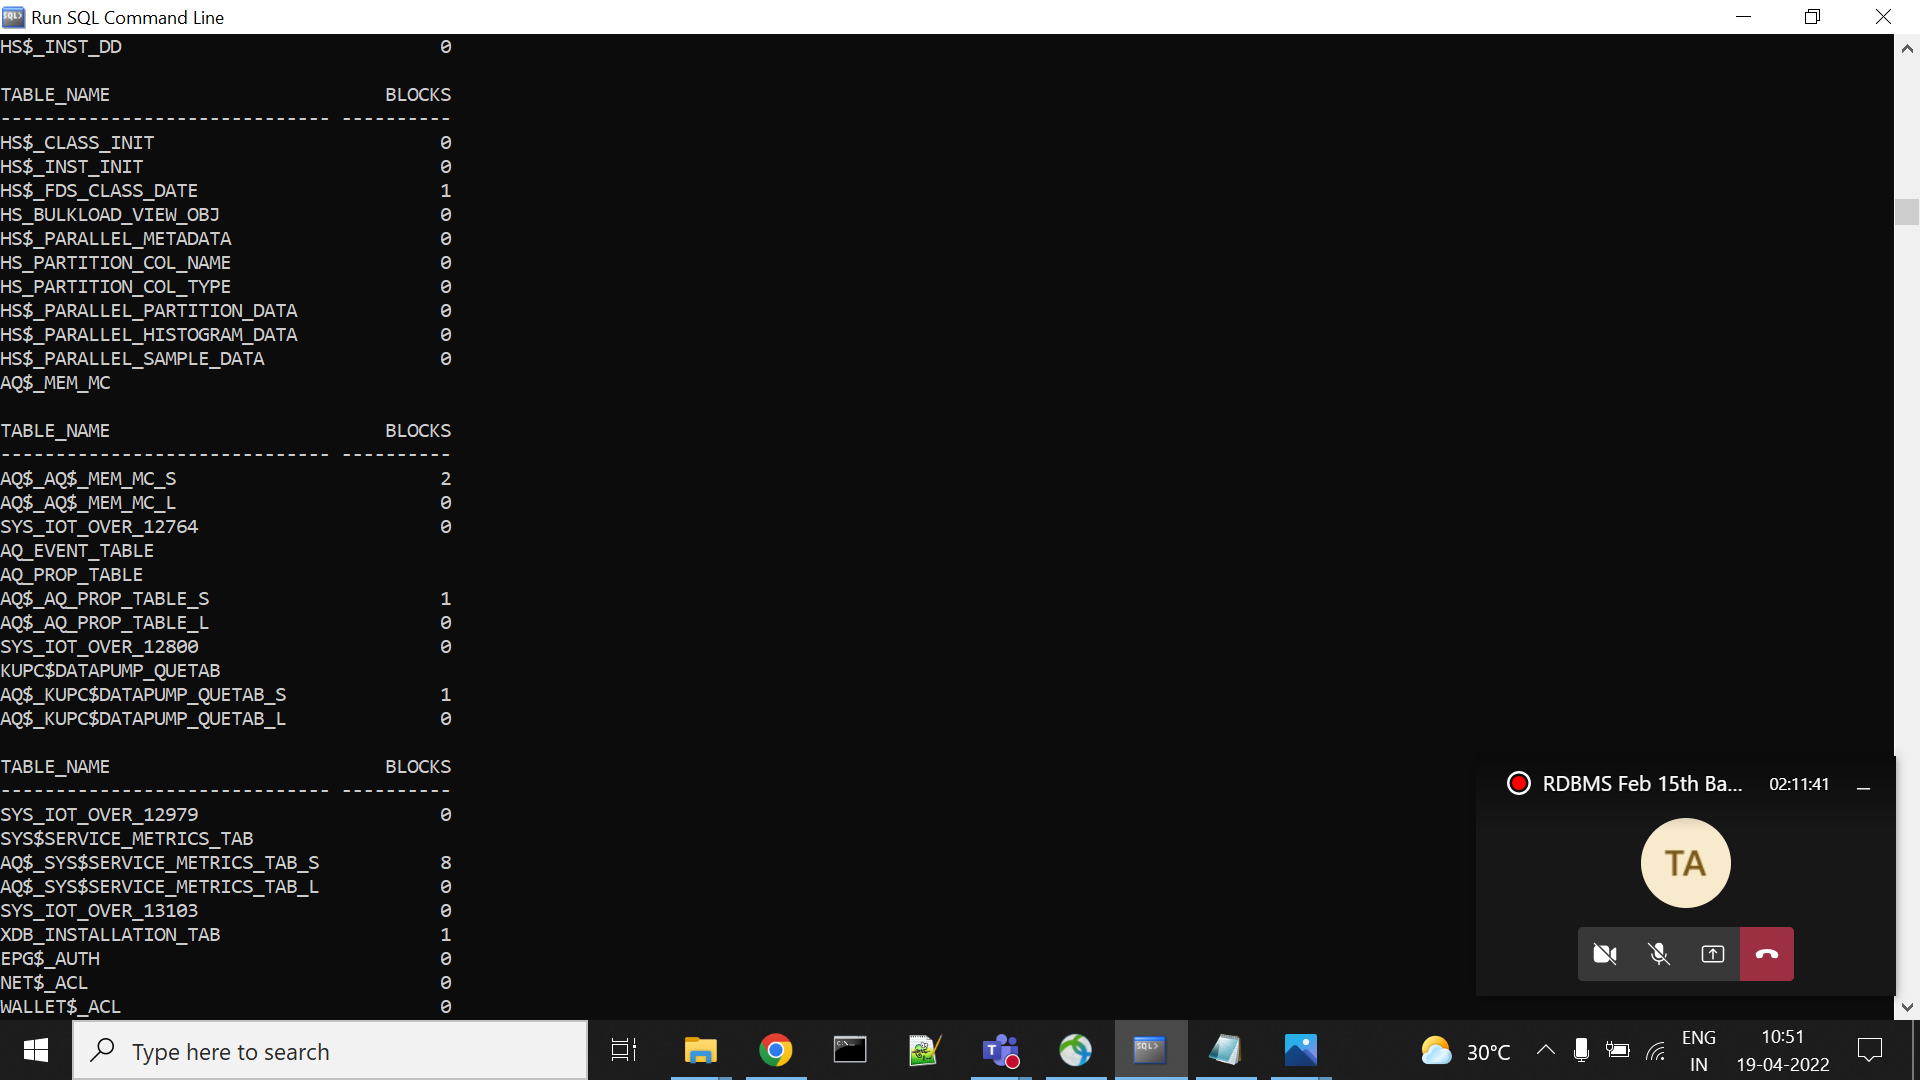 Run SQL Command Line
HS$_INST_DD 0
TABLE_NAME BLOCKS
------------------------------ ----------
HS$_CLASS_INIT 0
HS$_INST_INIT 0
HS$_FDS_CLASS_DATE 1
HS_BULKLOAD_VIEW_OBJ 0
HS$_PARALLEL_METADATA 0
HS_PARTITION_COL_NAME 0
HS_PARTITION_COL_TYPE 0
HS$_PARALLEL_PARTITION_DATA 0
HS$_PARALLEL_HISTOGRAM_DATA 0
HS$_PARALLEL_SAMPLE_DATA 0
AQ$_MEM_MC
TABLE_NAME BLOCKS
------------------------------ ----------
AQ$_AQ$_MEM_MC_S 2
AQ$_AQ$_MEM_MC_L 0
SYS_IOT_OVER_12764 0
AQ_EVENT_TABLE
AQ_PROP_TABLE
AQ$_AQ_PROP_TABLE_S 1
AQ$_AQ_PROP_TABLE_L 0
SYS_IOT_OVER_12800 0
KUPC$DATAPUMP_QUETAB
AQ$_KUPC$DATAPUMP_QUETAB_S 1
AQ$_KUPC$DATAPUMP_QUETAB_L 0
TABLE_NAME BLOCKS
------------------------------ ----------
SYS_IOT_OVER_12979 0
SYS$SERVICE_METRICS_TAB
AQ$_SYS$SERVICE_METRICS_TAB_S 8
AQ$_SYS$SERVICE_METRICS_TAB_L 0
SYS_IOT_OVER_13103 0
XDB_INSTALLATION_TAB 1
EPG$_AUTH 0
NET$_ACL 0
WALLET$_ACL 0
RDBMS Feb 15th Ba... 02:11:41
TA
Type here to search
SQL>
30°C
ENG
IN
10:51
19-04-2022